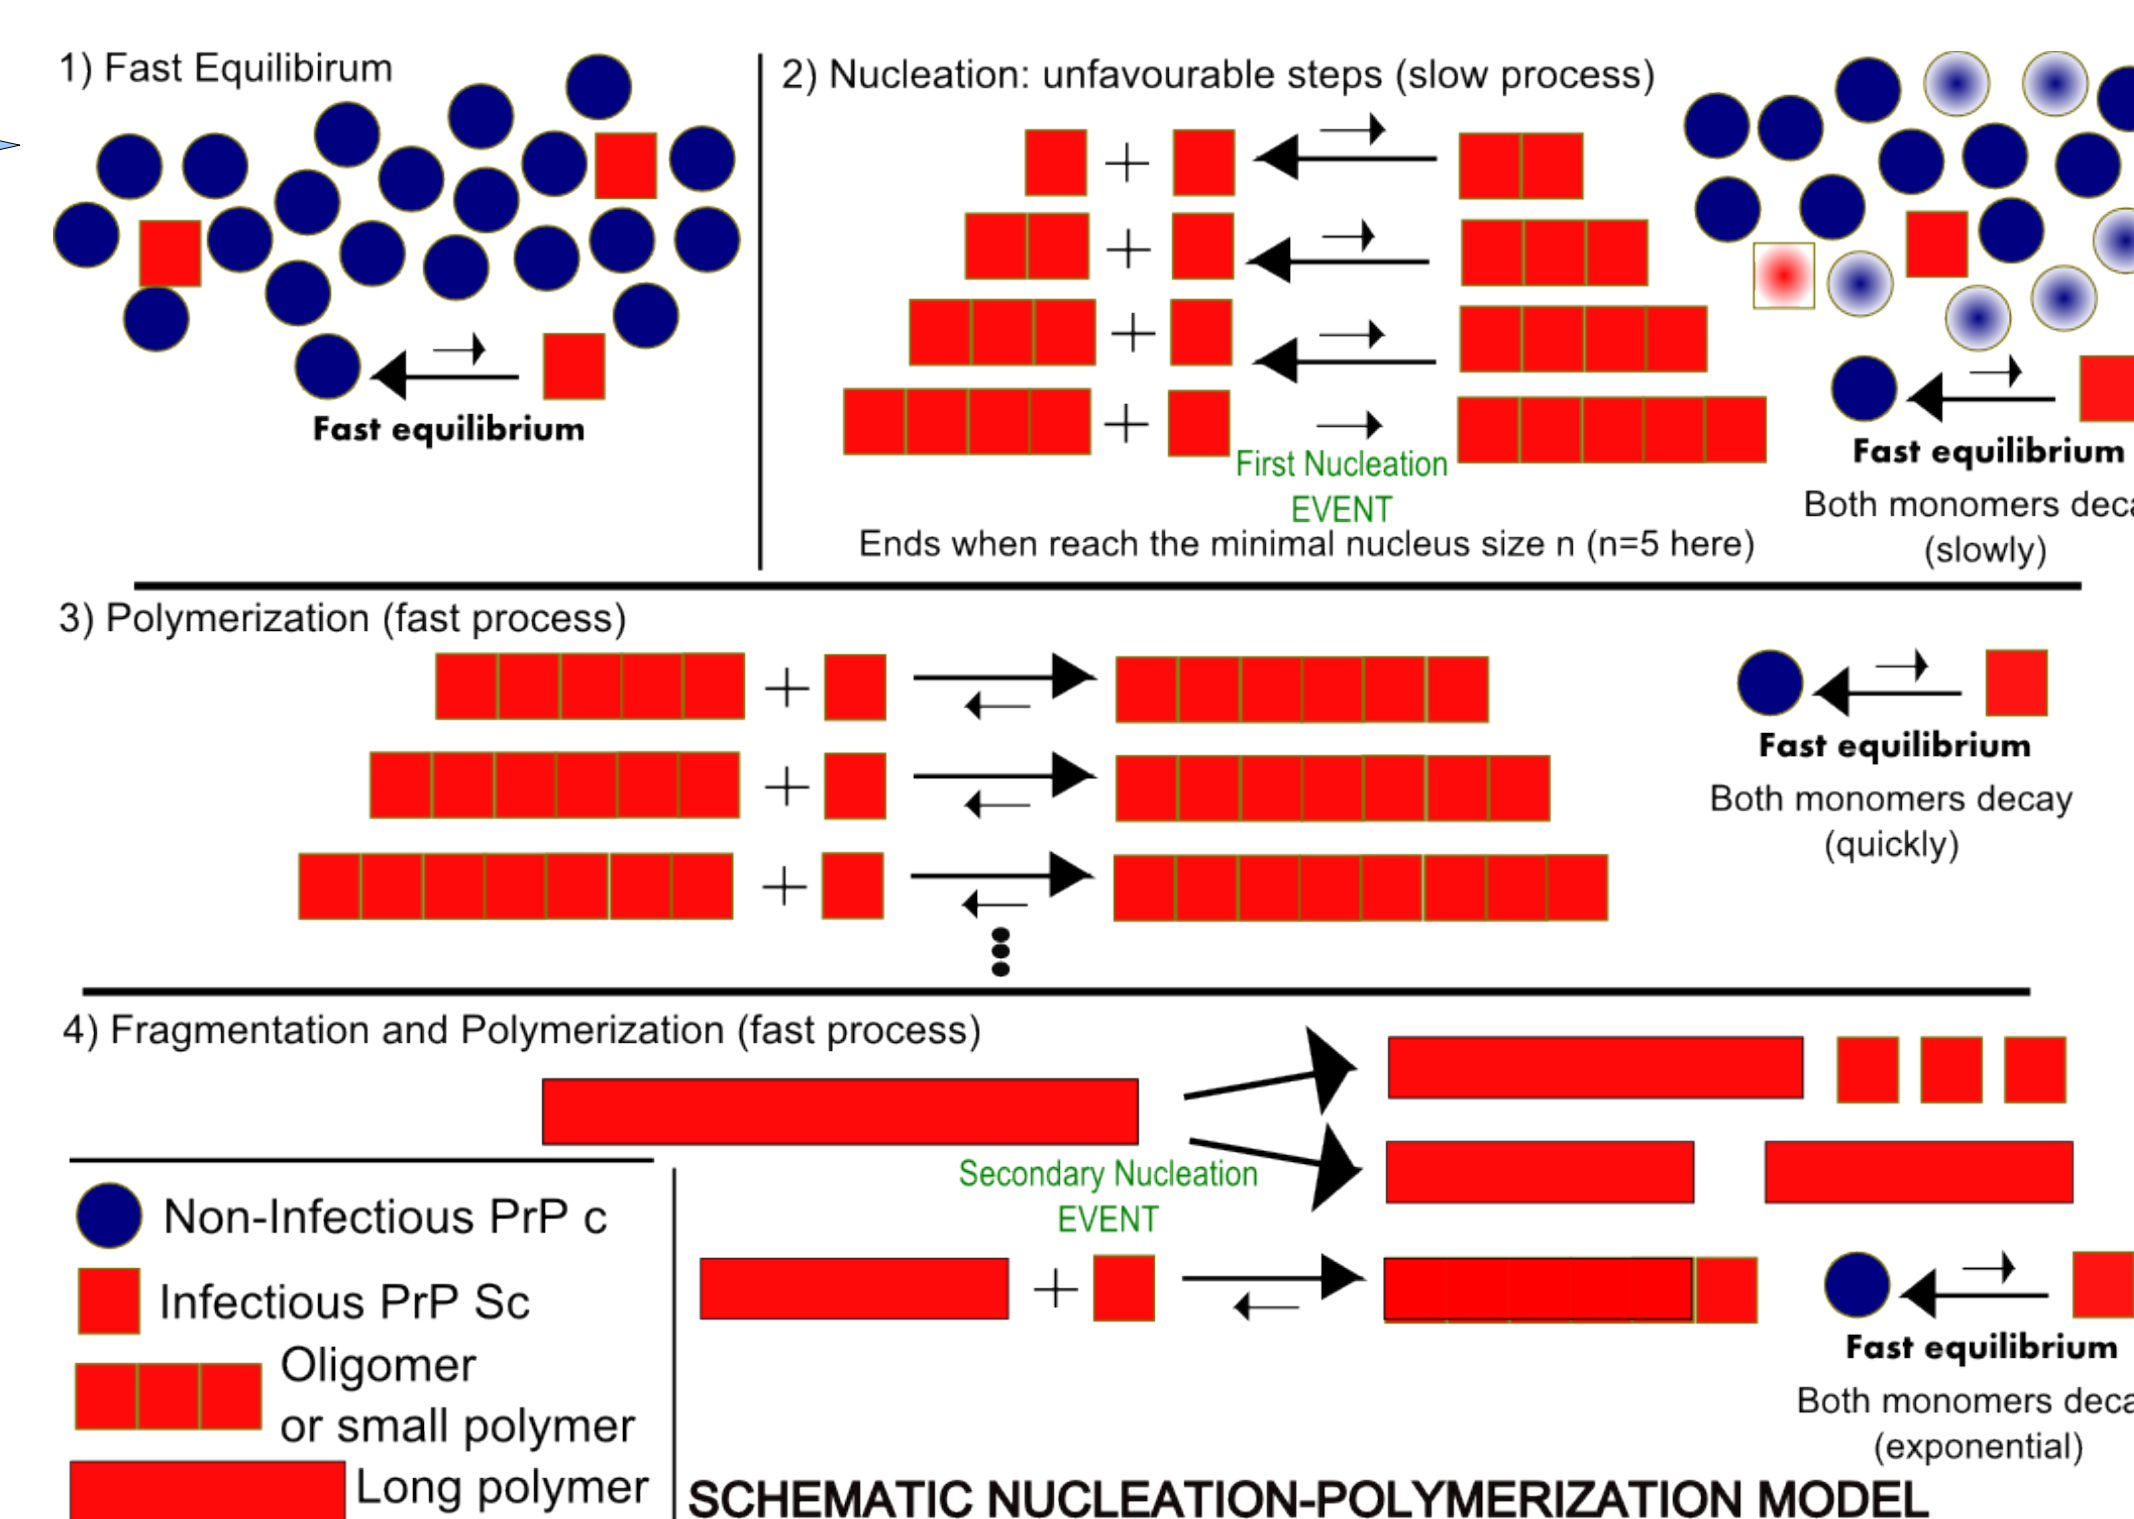 1) Fast Equilibirum
Fast equilibrium
2) Nucleation: unfavourable steps (slow process)
First Nucleation
EVENT
Ends when reach the minimal nucleus size n (n=5 here)
Fast equilibrium
Both monomers deca
(slowly)
3) Polymerization (fast process)
Fast equilibrium
Both monomers decay
(quickly)
4) Fragmentation and Polymerization (fast process)
Secondary Nucleation
EVENT
Fast equilibrium
Both monomers deca
(exponential)
Non-Infectious PrP c
Infectious PrP Sc
Oligomer
or small polymer
Long polymer
SCHEMATIC NUCLEATION-POLYMERIZATION MODEL